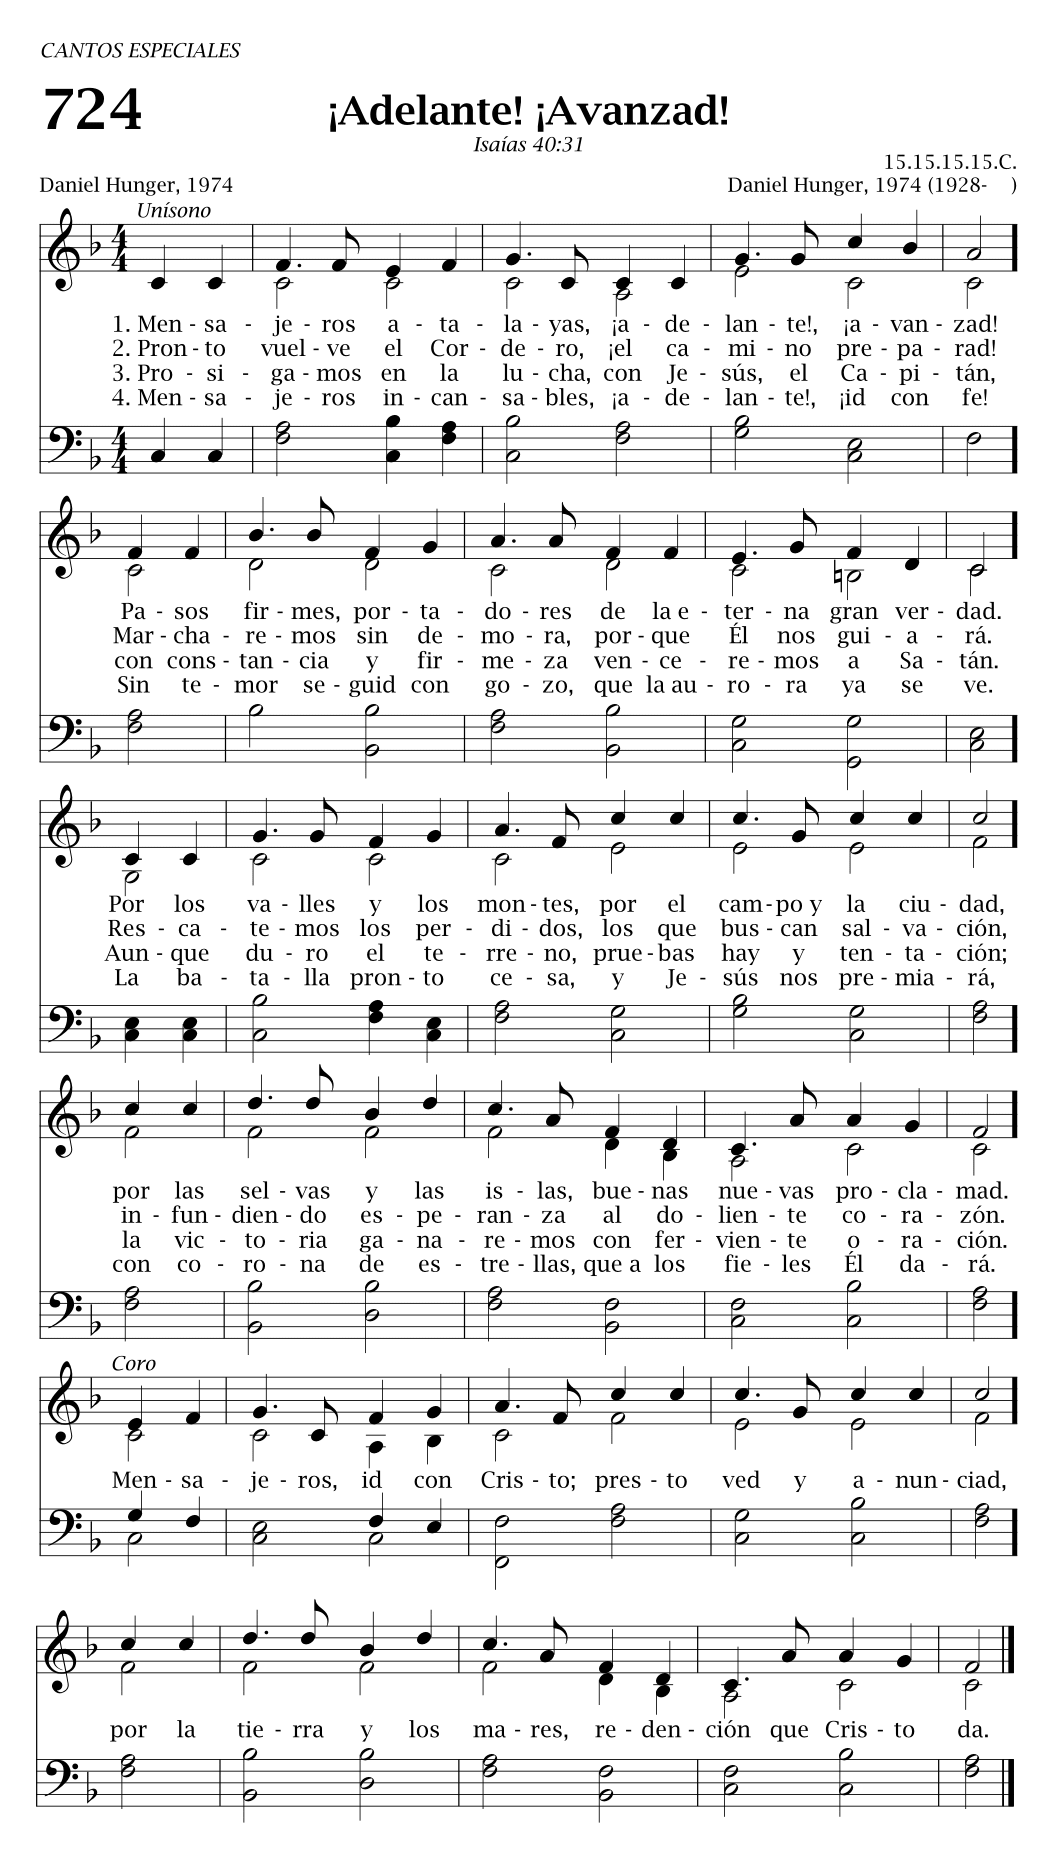 CANTOS ESPECIALES
724
¡Adelante! ¡Avanzad!
Isaías 40:31
15.15.15.15.C.
Daniel Hunger, 1974
Daniel Hunger, 1974 (1928-    )
Unísono
1. Men - sa - je - ros a - ta - la - yas, ¡a - de - lan - te!, ¡a - van - zad!
2. Pron - to vuel - ve el Cor - de - ro, ¡el ca - mi - no pre - pa - rad!
3. Pro - si - ga - mos en la lu - cha, con Je - sús, el Ca - pi - tán,
4. Men - sa - je - ros in - can - sa - bles, ¡a - de - lan - te!, ¡id con fe!
Pa - sos fir - mes, por - ta - do - res de la e - ter - na gran ver - dad.
Mar - cha - re - mos sin de - mo - ra, por - que Él nos gui - a - rá.
con cons - tan - cia y fir - me - za ven - ce - re - mos a Sa - tán.
Sin te - mor se - guid con go - zo, que la au - ro - ra ya se ve.
Por los va - lles y los mon - tes, por el cam - po y la ciu - dad,
Res - ca - te - mos los per - di - dos, los que bus - can sal - va - ción,
Aun - que du - ro el te - rre - no, prue - bas hay y ten - ta - ción;
La ba - ta - lla pron - to ce - sa, y Je - sús nos pre - mia - rá,
por las sel - vas y las is - las, bue - nas nue - vas pro - cla - mad.
in - fun - dien - do es - pe - ran - za al do - lien - te co - ra - zón.
la vic - to - ria ga - na - re - mos con fer - vien - te o - ra - ción.
con co - ro - na de es - tre - llas, que a los fie - les Él da - rá.
Coro
Men - sa - je - ros, id con Cris - to; pres - to ved y a - nun - ciad,
por la tie - rra y los ma - res, re - den - ción que Cris - to da.